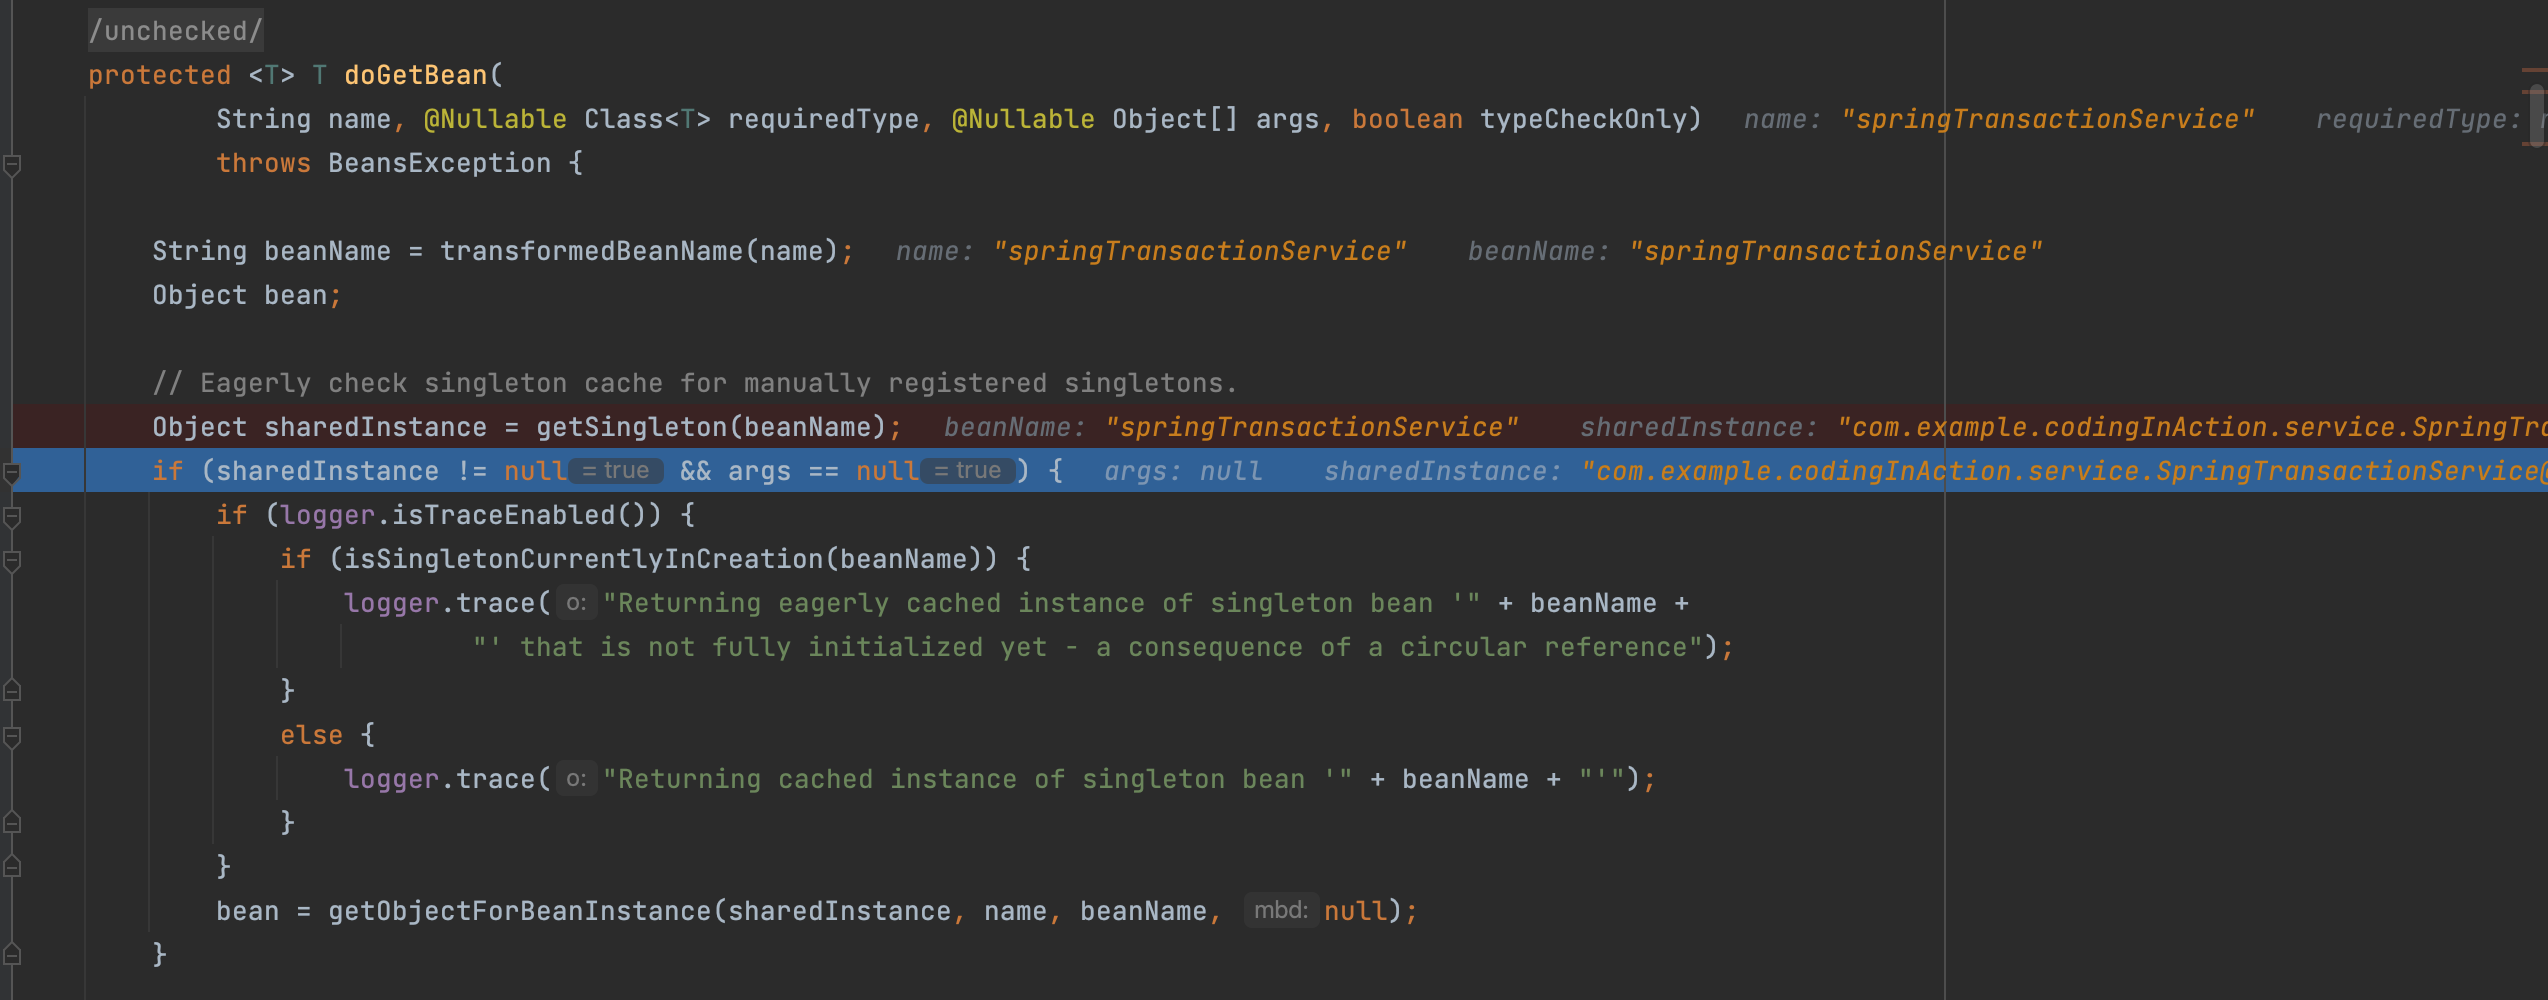 /unchecked/
protected <T> T doGetBean(
String name, @Nullable Class<T> requiredType, @Nullable Object[] args, boolean typeCheckOnly) name: "springTransactionService" requiredType:
throws BeansException {
String beanName = transformedBeanName(name); name: "springTransactionService" beanName: "springTransactionService"
Object bean;
// Eagerly check singleton cache for manually registered singletons.
Object sharedInstance = getSingleton(beanName); beanName: "springTransactionService" sharedInstance: "com.example.codingInAction.service.SpringTra
if (sharedInstance != null = true && args == null = true ) { args: null sharedInstance: "com.example.codingInAction.service.SpringTransactionService@
if (logger.isTraceEnabled()) {
if (isSingletonCurrentlyInCreation(beanName)) {
logger.trace( o: "Returning eagerly cached instance of singleton bean '" + beanName +
"' that is not fully initialized yet - a consequence of a circular reference");
}
else {
logger.trace( o: "Returning cached instance of singleton bean '" + beanName + "'");
}
}
bean = getObjectForBeanInstance(sharedInstance, name, beanName, mbd: null);
}